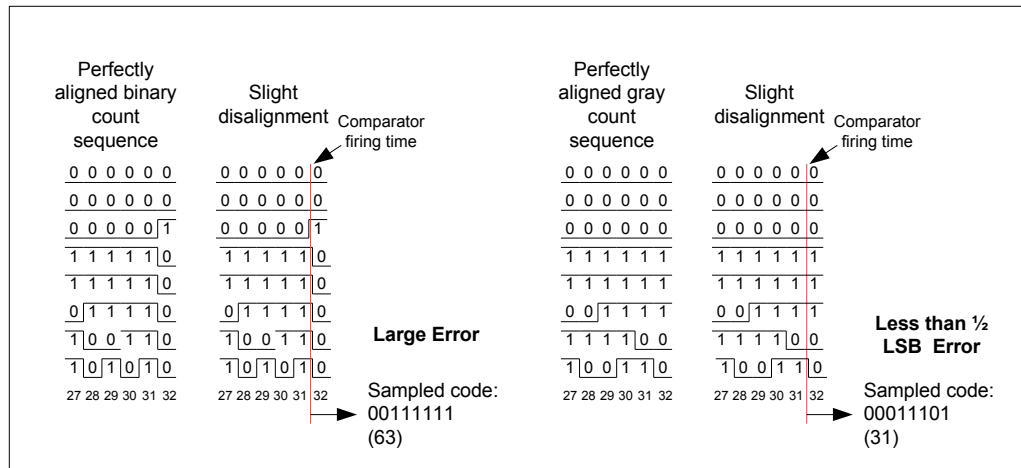 Perfectly
aligned binary
count
sequence
0 0 0 0 0 0
0 0 0 0 0 0
0 0 0 0 0 1
1 1 1 1 1 0
1 1 1 1 1 0
0 1 1 1 1 0
1 0 0 1 1 0
1 0 1 0 1 0
27 28 29 30 31 32
Slight
disalignment
Comparator
firing time
0 0 0 0 0 0
0 0 0 0 0 0
0 0 0 0 0 1
1 1 1 1 1 0
1 1 1 1 1 0
0 1 1 1 1 0
1 0 0 1 1 0
1 0 1 0 1 0
27 28 29 30 31 32
Large Error
Sampled code:
00111111
(63)
Perfectly
aligned gray
count
sequence
0 0 0 0 0 0
0 0 0 0 0 0
0 0 0 0 0 0
1 1 1 1 1 1
1 1 1 1 1 1
0 0 1 1 1 1
1 1 1 1 0 0
1 0 0 1 1 0
27 28 29 30 31 32
Slight
disalignment
Comparator
firing time
0 0 0 0 0 0
0 0 0 0 0 0
0 0 0 0 0 0
1 1 1 1 1 1
1 1 1 1 1 1
0 0 1 1 1 1
1 1 1 1 0 0
1 0 0 1 1 0
27 28 29 30 31 32
Less than ½
LSB Error
Sampled code:
00011101
(31)